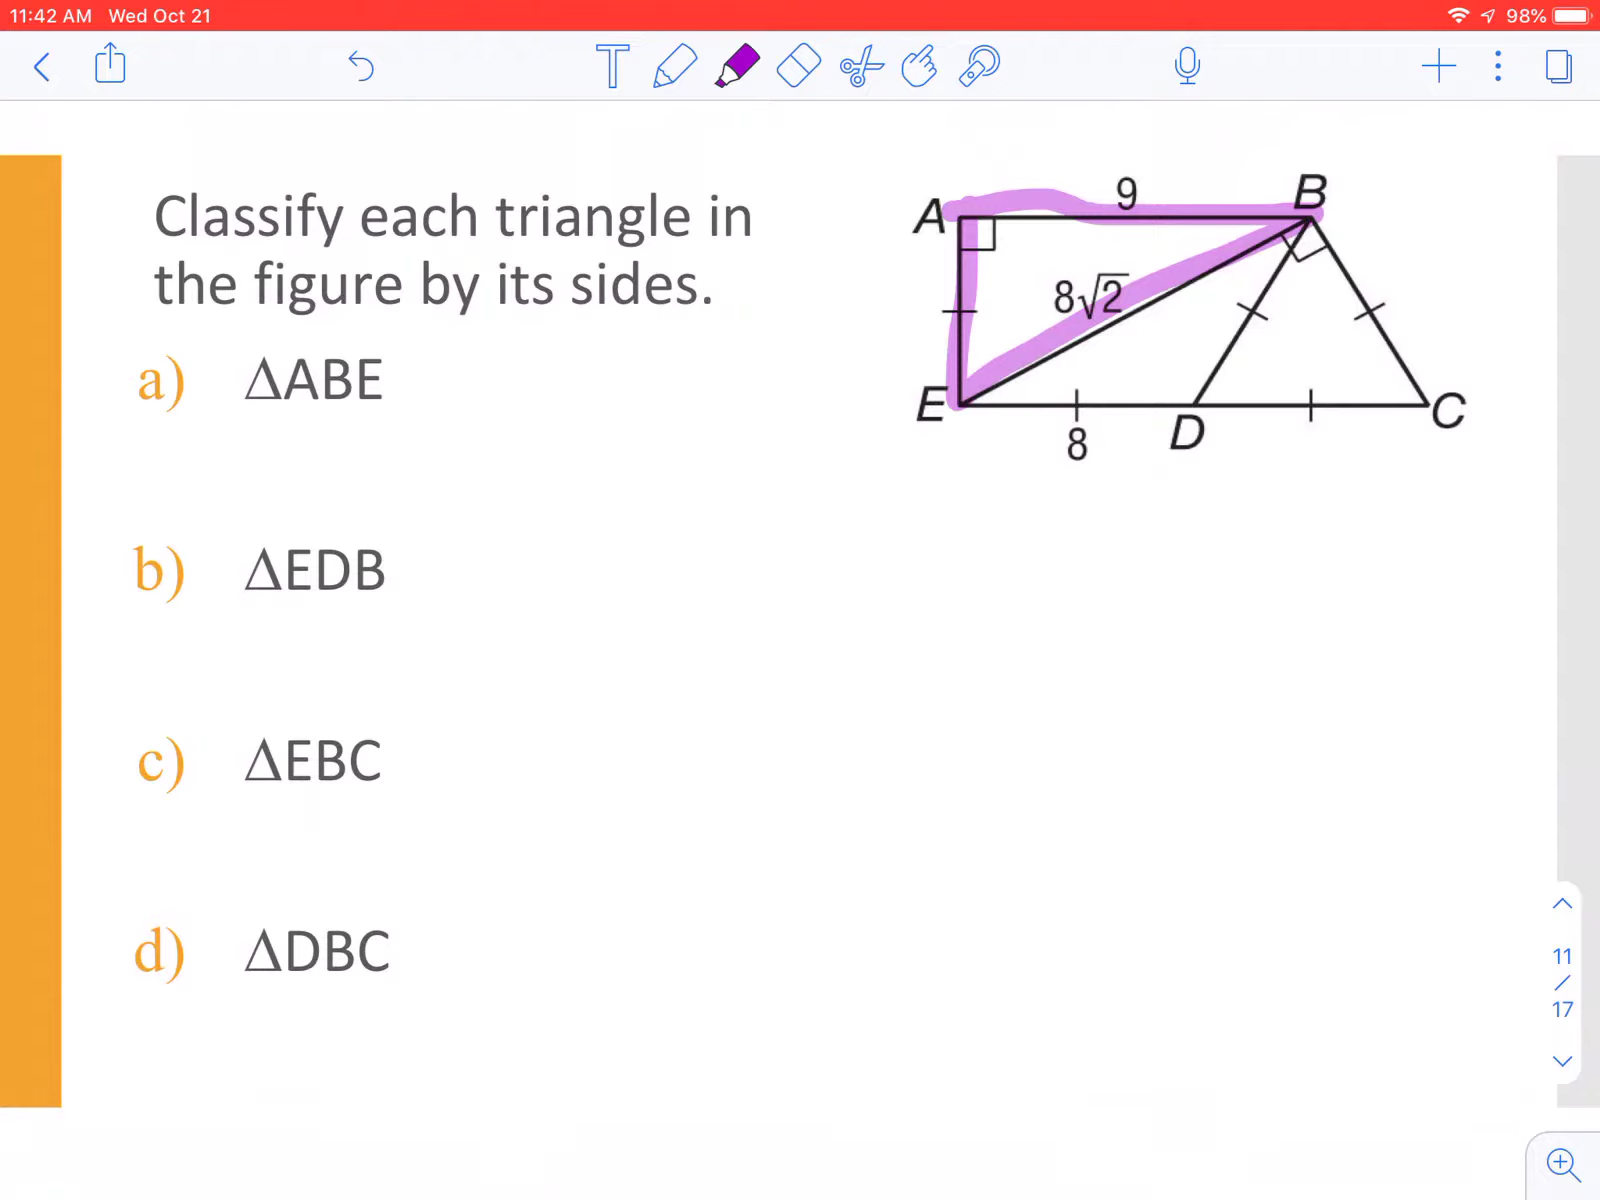 11:42 AM Wed Oct 21
98%
Classify each triangle in
the figure by its sides.
a) ΔABE
b) ΔEDB
c) ΔEBC
d) ΔDBC
A
9
B
8√2
E
8
D
C
11
/
17